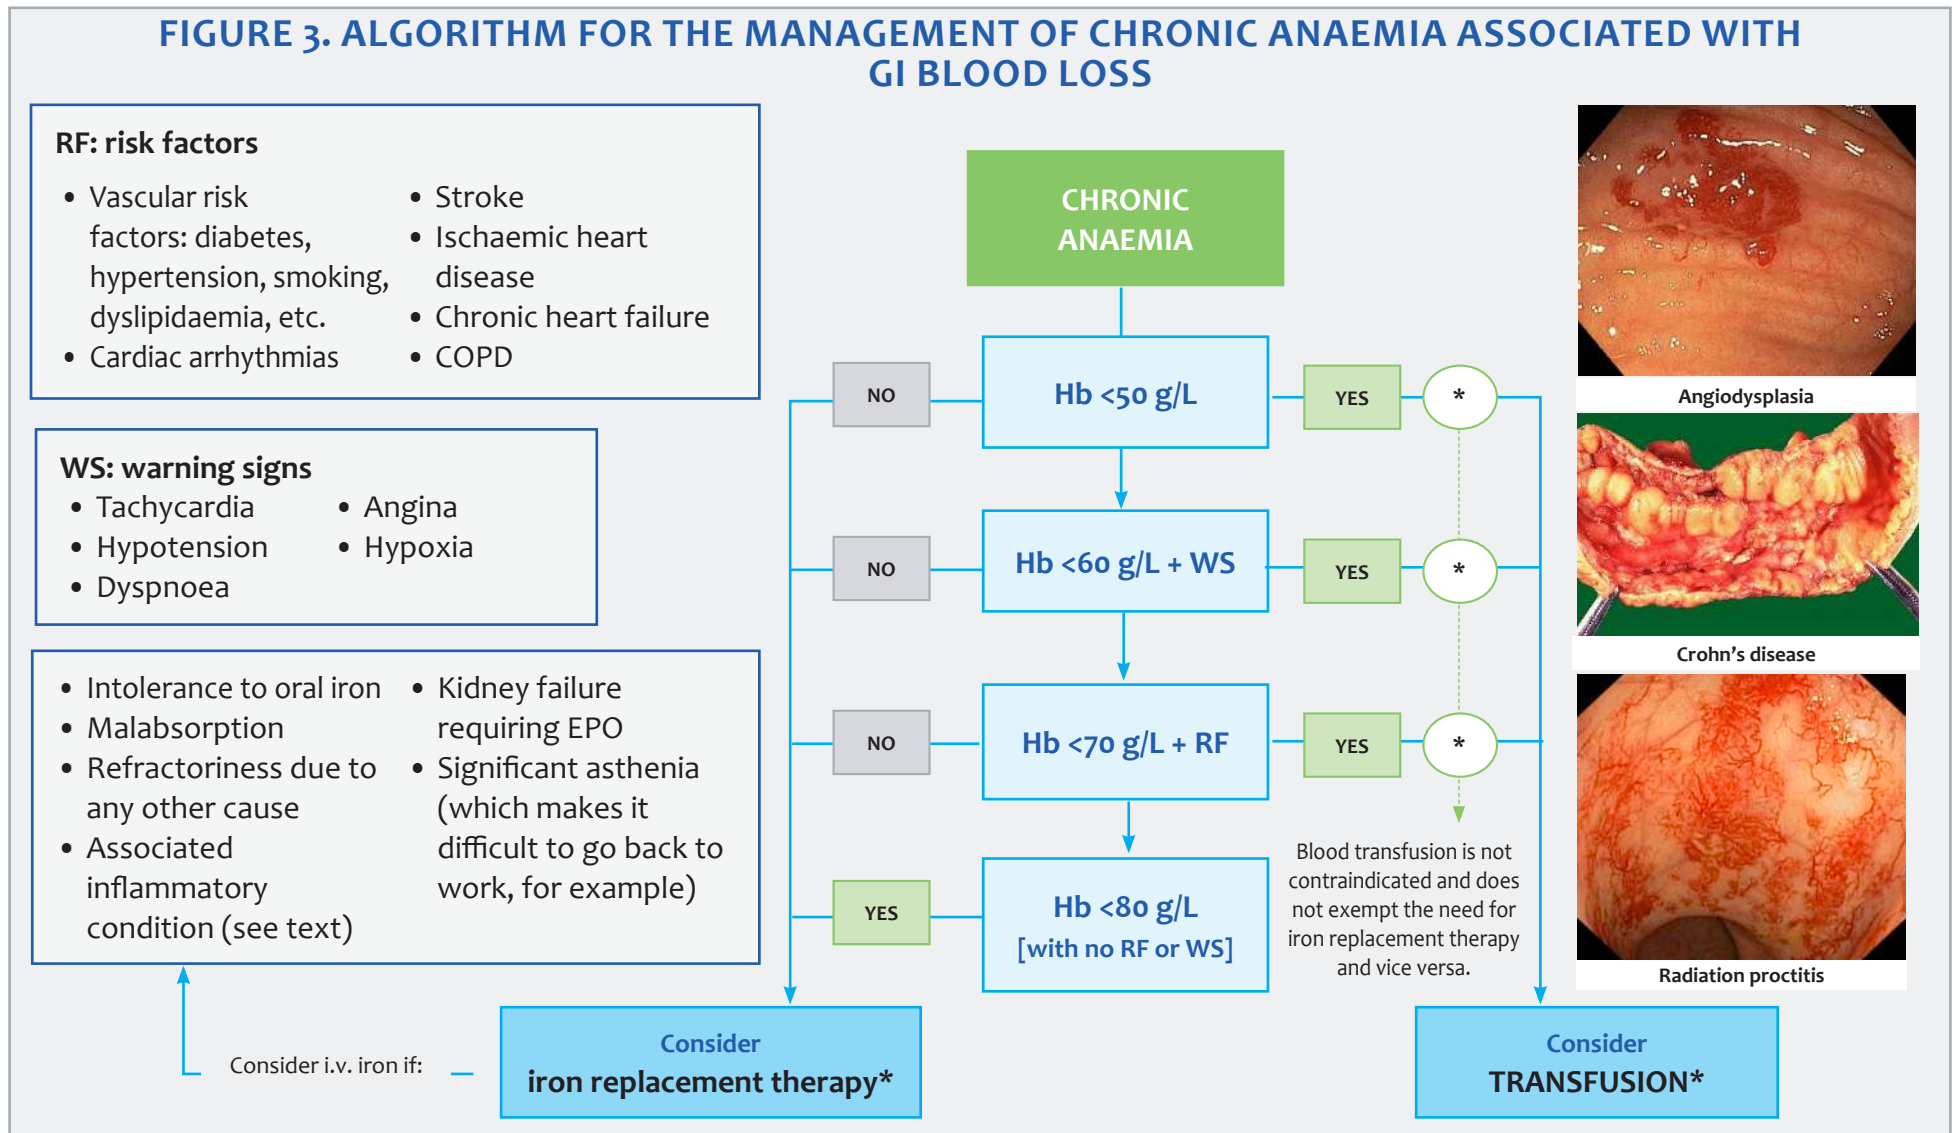 FIGURE 3. ALGORITHM FOR THE MANAGEMENT OF CHRONIC ANAEMIA ASSOCIATED WITH
GI BLOOD LOSS
RF: risk factors
• Vascular risk
factors: diabetes,
hypertension, smoking,
dyslipidaemia, etc.
• Cardiac arrhythmias
• Stroke
• Ischaemic heart
disease
• Chronic heart failure
• COPD
WS: warning signs
• Tachycardia
• Hypotension
• Dyspnoea
• Angina
• Hypoxia
• Intolerance to oral iron
• Malabsorption
• Refractoriness due to
any other cause
• Associated
inflammatory
condition (see text)
• Kidney failure
requiring EPO
• Significant asthenia
(which makes it
difficult to go back to
work, for example)
Consider i.v. iron if:
CHRONIC
ANAEMIA
NO
Hb <50 g/L
YES
*
NO
Hb <60 g/L + WS
YES
*
NO
Hb <70 g/L + RF
YES
*
YES
Hb <80 g/L
[with no RF or WS]
Blood transfusion is not
contraindicated and does
not exempt the need for
iron replacement therapy
and vice versa.
Consider
iron replacement therapy*
Consider
TRANSFUSION*
Angiodysplasia
Crohn's disease
Radiation proctitis